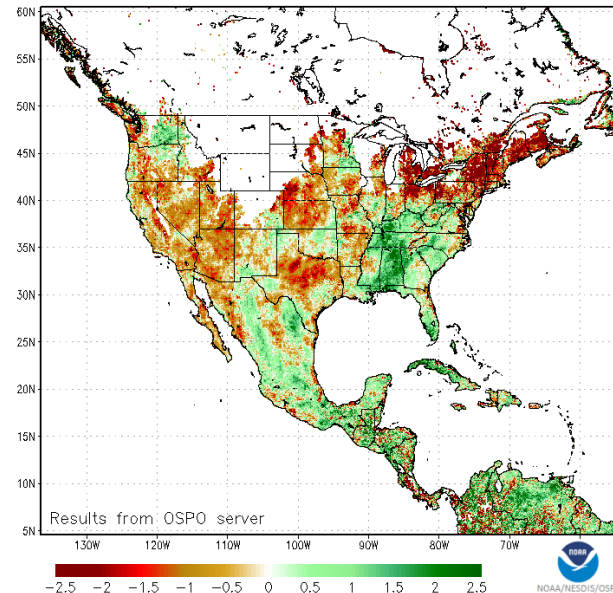 60N
55N
50N
45N
40N
35N
30N
25N
20N
15N
10N
5N
Results from OSPO server
130W 120W 110W 100W 90W 80W 70W
-2.5 -2 -1.5 -1 -0.5 0 0.5 1 1.5 2 2.5
NOAA
NOAA/NESDIS/OSP